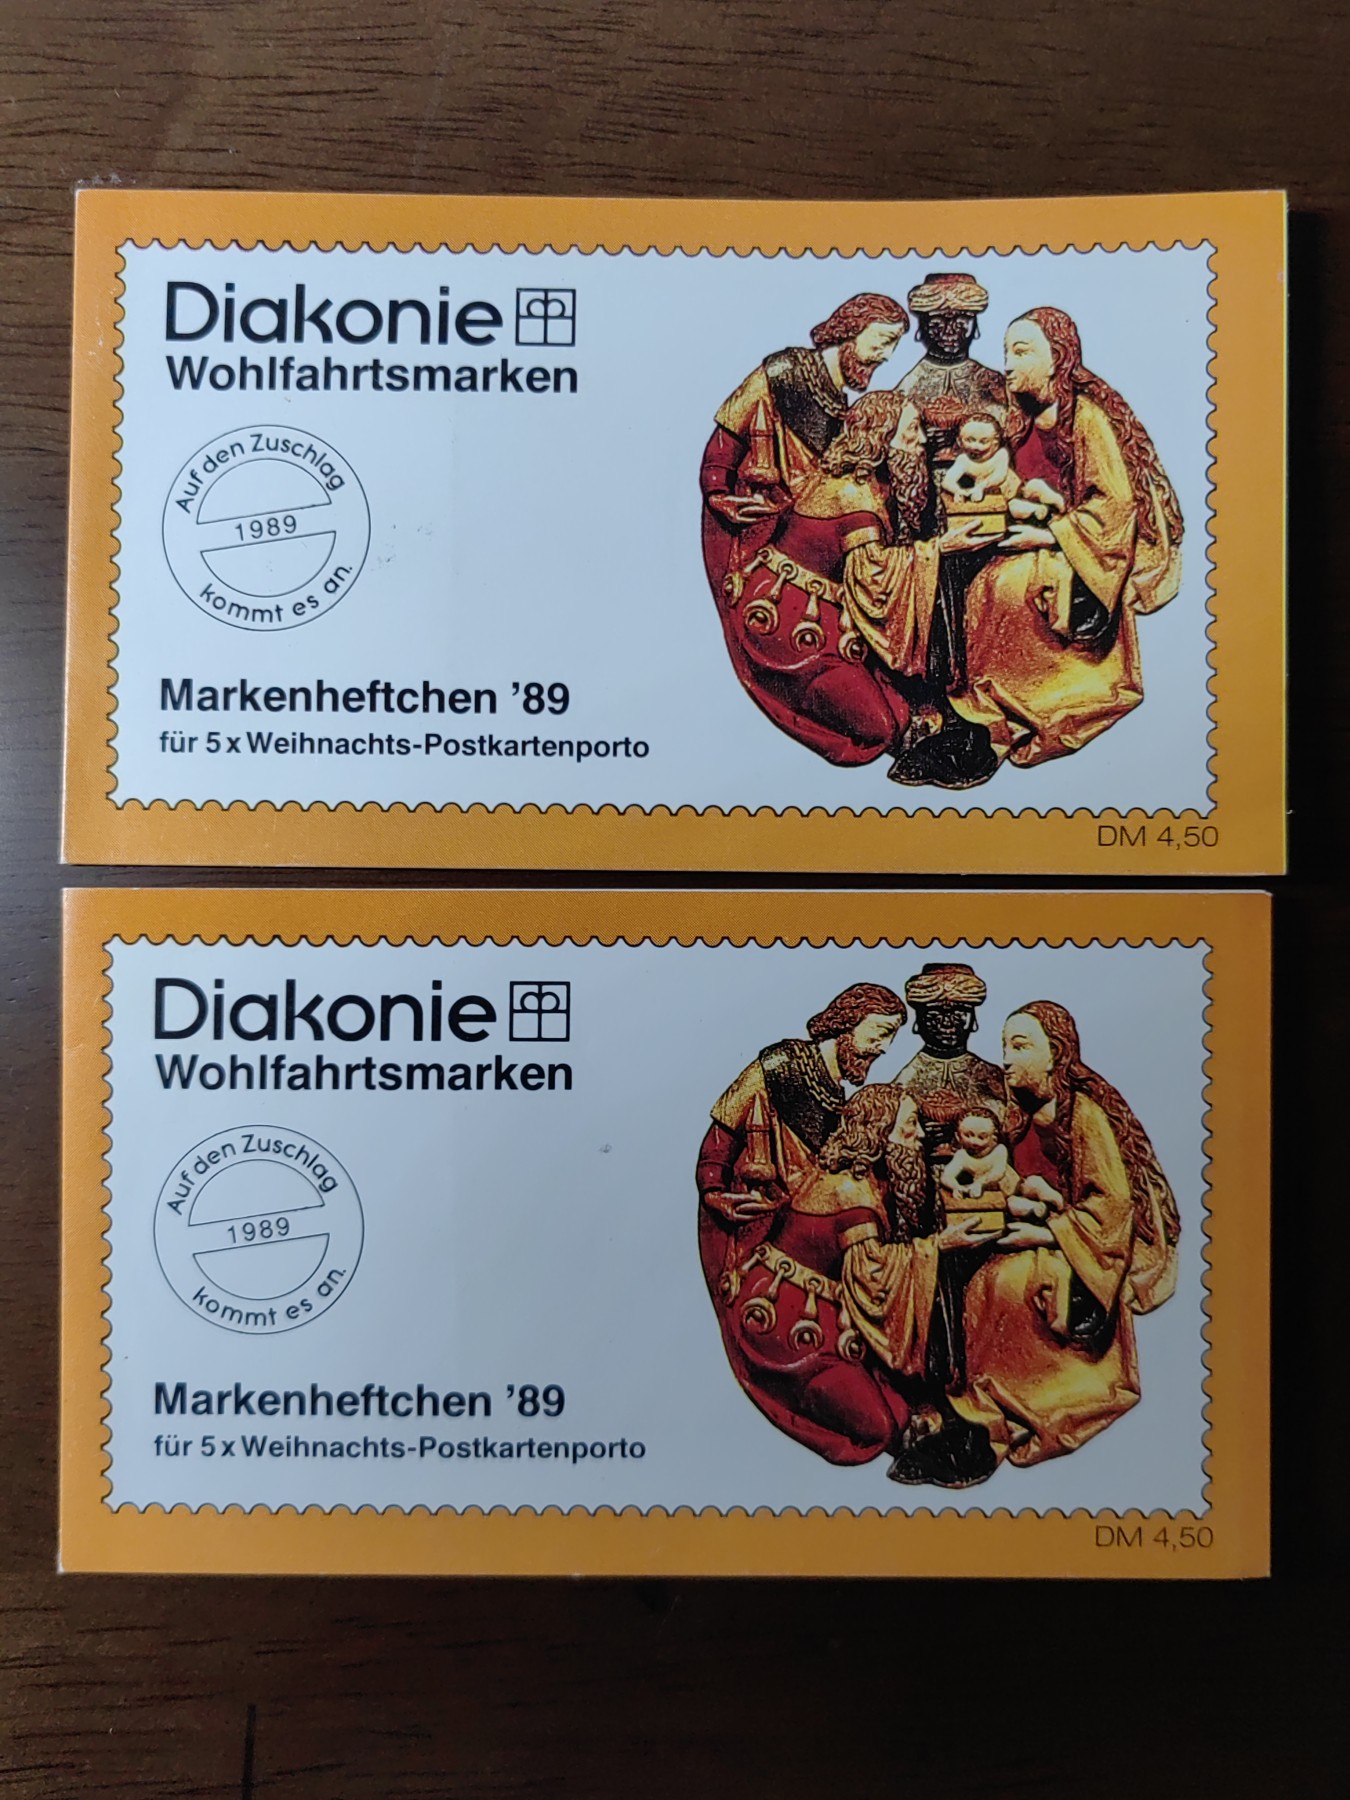 Diakonie
Wohlfahrtsmarken
Auf den Zuschlag
1989
kommt es an.
Markenheftchen ’89
für 5 x Weihnachts-Postkartenporto
DM 4,50
Diakonie
Wohlfahrtsmarken
Auf den Zuschlag
1989
kommt es an.
Markenheftchen ’89
für 5 x Weihnachts-Postkartenporto
DM 4,50